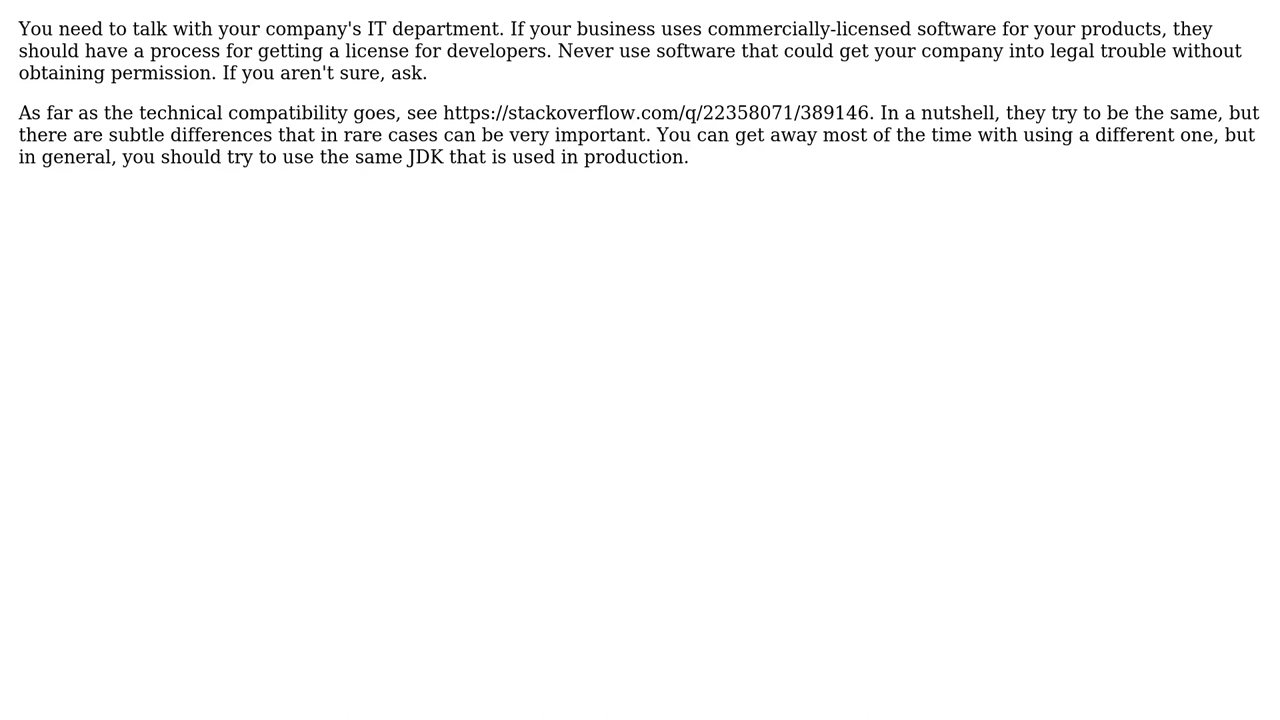 You need to talk with your company's IT department. If your business uses commercially-licensed software for your products, they
should have a process for getting a license for developers. Never use software that could get your company into legal trouble without
obtaining permission. If you aren't sure, ask.
As far as the technical compatibility goes, see https://stackoverflow.com/q/22358071/389146. In a nutshell, they try to be the same, but
there are subtle differences that in rare cases can be very important. You can get away most of the time with using a different one, but
in general, you should try to use the same JDK that is used in production.